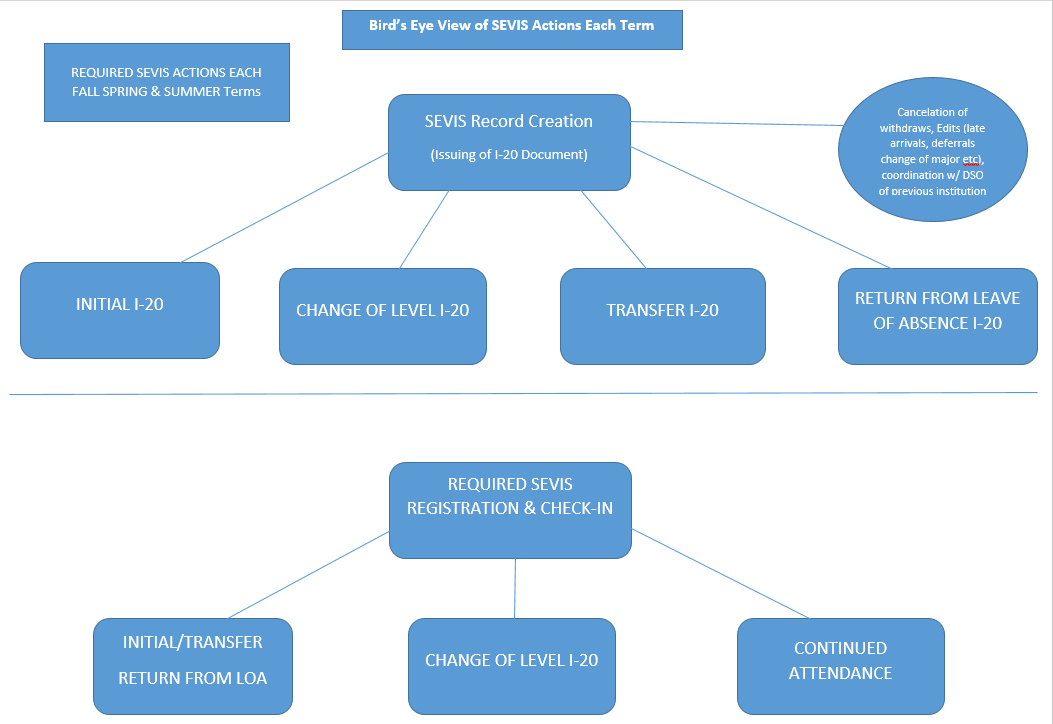 Bird's Eye View of SEVIS Actions Each Term
REQUIRED SEVIS ACTIONS EACH
FALL SPRING & SUMMER Terms
SEVIS Record Creation
(Issuing of I-20 Document)
Cancelation of
withdraws, Edits (late
arrivals, deferrals
change of major etc),
coordination w/ DSO
of previous institution
INITIAL I-20
CHANGE OF LEVEL I-20
TRANSFER I-20
RETURN FROM LEAVE
OF ABSENCE I-20
REQUIRED SEVIS
REGISTRATION & CHECK-IN
INITIAL/TRANSFER
RETURN FROM LOA
CHANGE OF LEVEL I-20
CONTINUED
ATTENDANCE